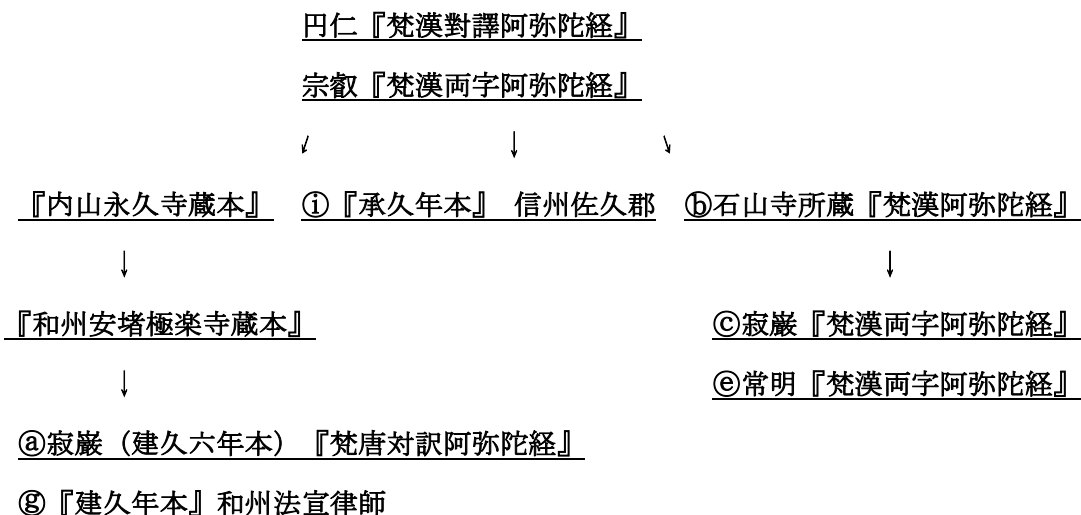 円仁『梵漢對譯阿弥陀経』
宗叡『梵漢両字阿弥陀経』
↙ ↓ ↘
『内山永久寺蔵本』 ⓘ『承久年本』 信州佐久郡 ⓑ石山寺所蔵『梵漢阿弥陀経』
↓ ↓
『和州安堵極楽寺蔵本』 ⓒ寂厳『梵漢両字阿弥陀経』
↓ ⓔ常明『梵漢両字阿弥陀経』
ⓐ寂厳（建久六年本）『梵唐対訳阿弥陀経』
ⓖ『建久年本』和州法宣律師